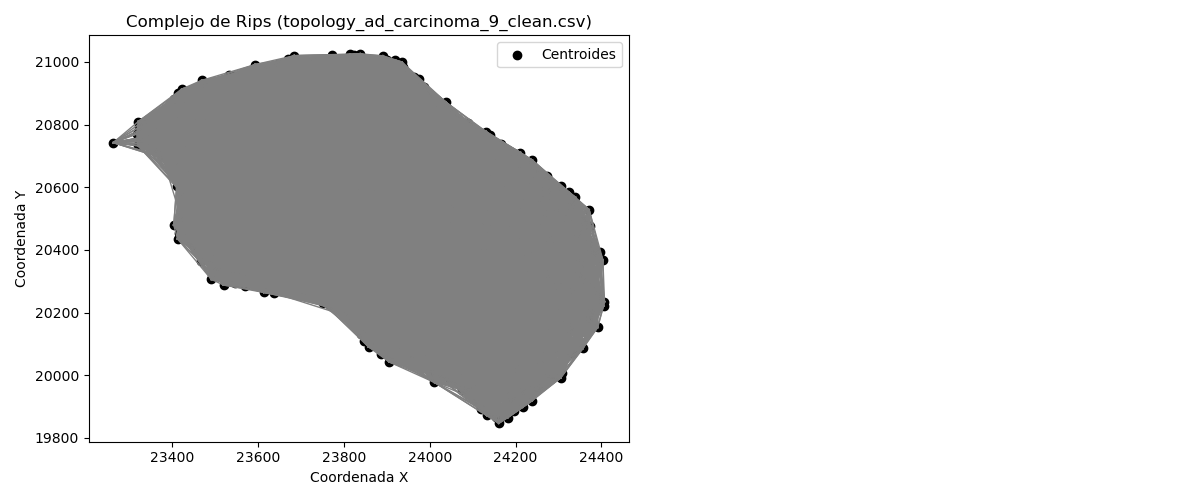 Complejo de Rips (topology_ad_carcinoma_9_clean.csv)
Centroides
21000
20800
20600
20400
20200
20000
19800
Coordenada Y
23400 23600 23800 24000 24200 24400
Coordenada X